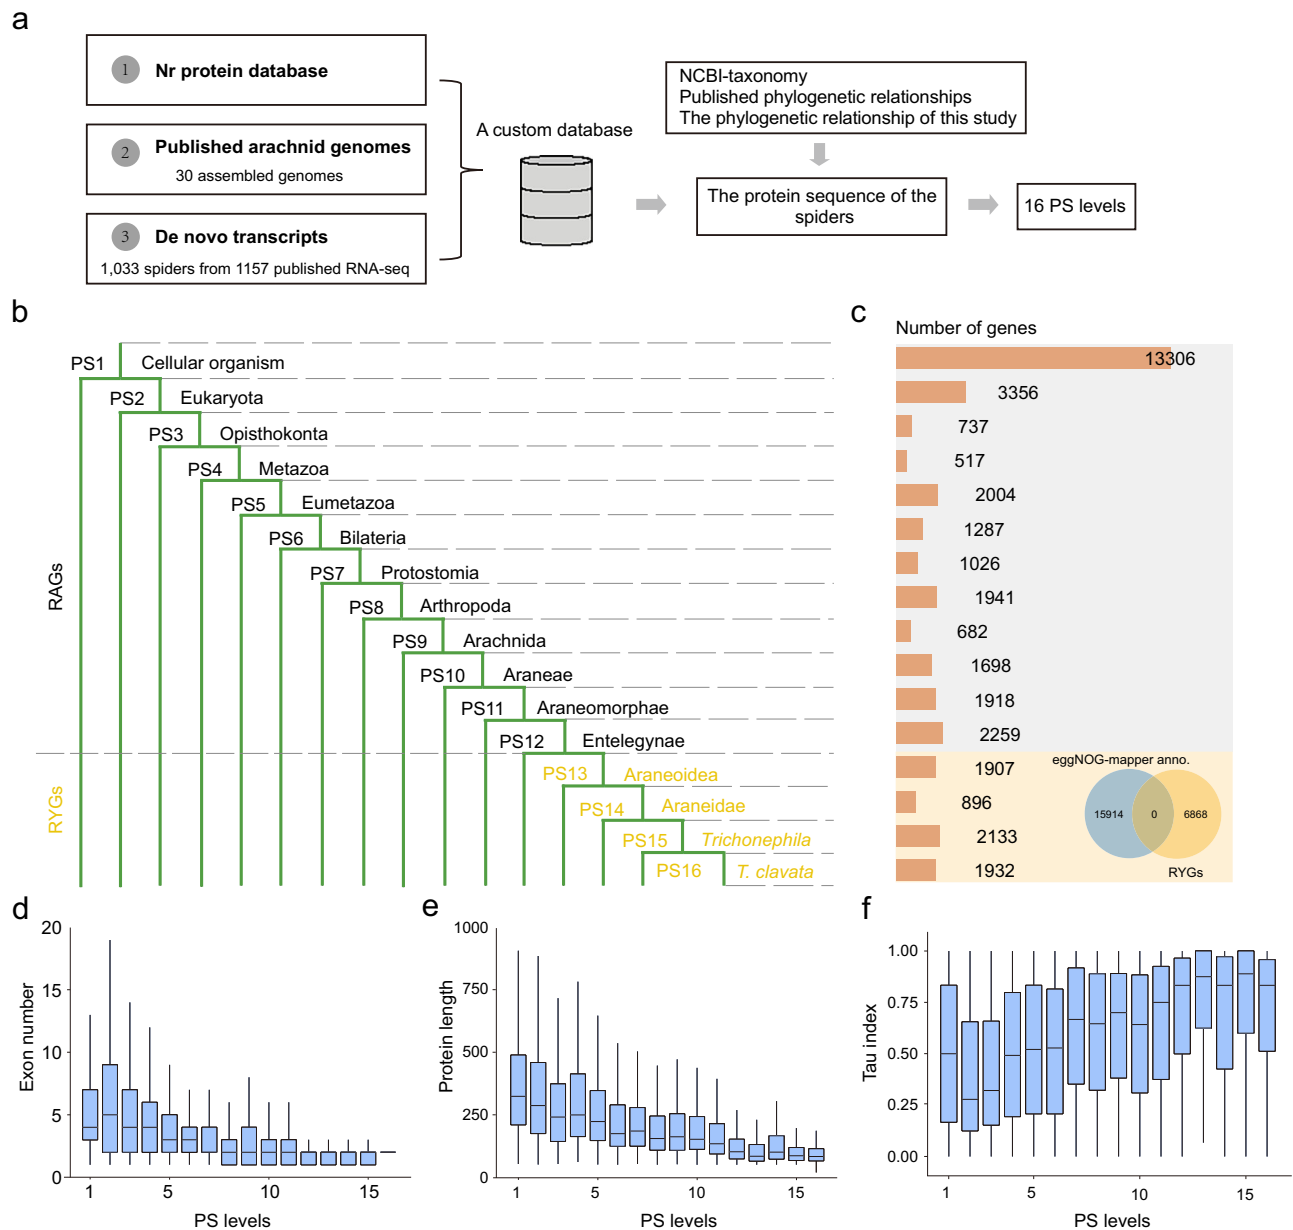 a
1 Nr protein database
2 Published arachnid genomes
30 assembled genomes
3 De novo transcripts
1,033 spiders from 1157 published RNA-seq
A custom database
NCBI-taxonomy
Published phylogenetic relationships
The phylogenetic relationship of this study
The protein sequence of the
spiders
16 PS levels
b
PS1 Cellular organism
PS2 Eukaryota
PS3 Opisthokonta
PS4 Metazoa
PS5 Eumetazoa
PS6 Bilateria
PS7 Protostomia
PS8 Arthropoda
PS9 Arachnida
PS10 Araneae
PS11 Araneomorphae
PS12 Entelegynae
PS13 Araneoidea
PS14 Araneidae
PS15 Trichonephila
PS16 T. clavata
RAGs
RYGs
c
Number of genes
13306
3356
737
517
2004
1287
1026
1941
682
1698
1918
2259
1907
896
2133
1932
eggNOG-mapper anno.
15914 0 6868
RYGs
d
Exon number
20
15
10
5
0
1 5 10 15
PS levels
e
Protein length
1000
750
500
250
0
1 5 10 15
PS levels
f
Tau index
1.00
0.75
0.50
0.25
0.00
1 5 10 15
PS levels